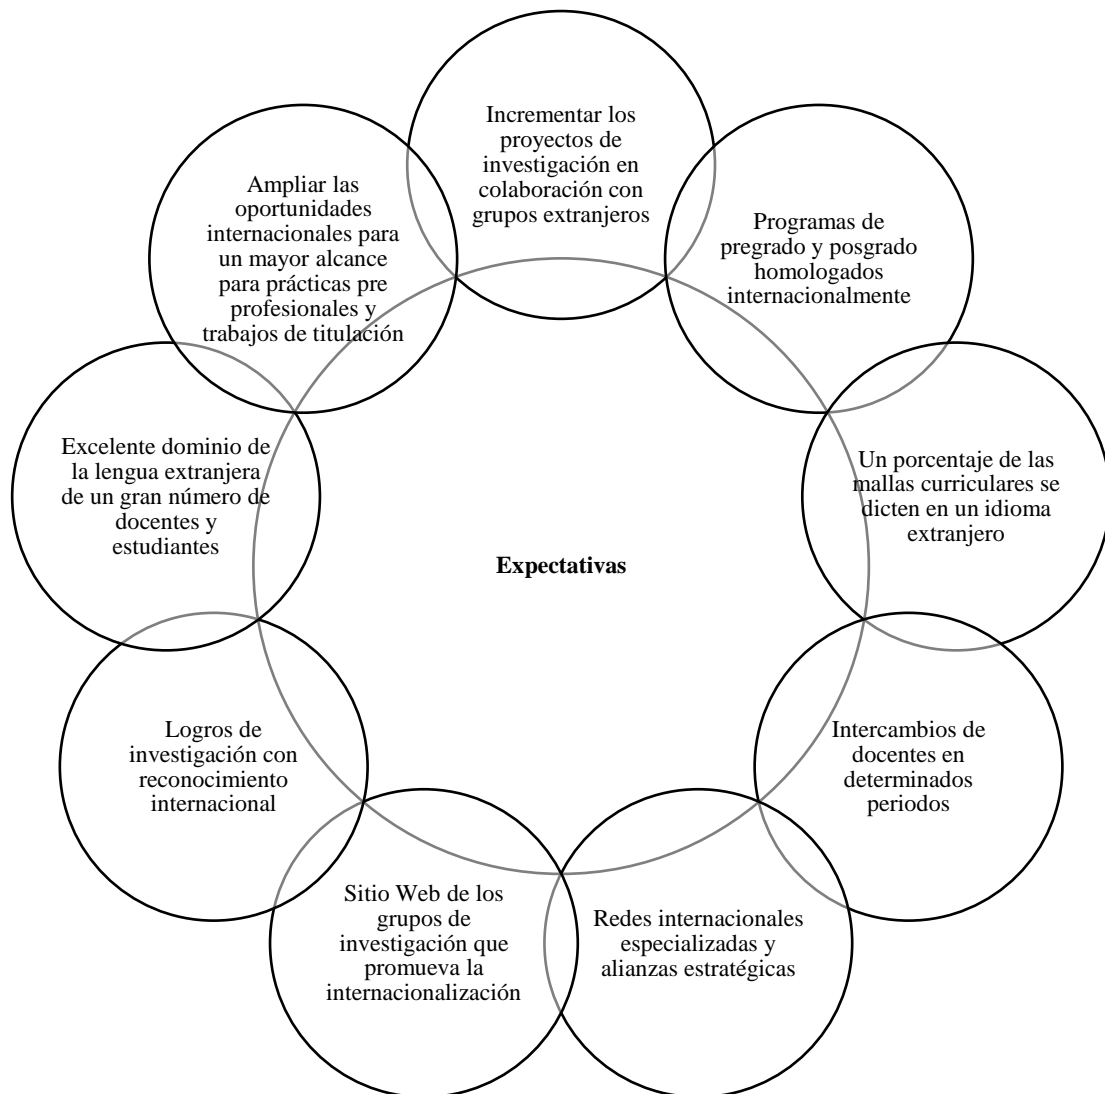 Incrementar los
proyectos de
investigación en
colaboración con
grupos extranjeros
Programas de
pregrado y posgrado
homologados
internacionalmente
Un porcentaje de las
mallas curriculares se
dicten en un idioma
extranjero
Intercambios de
docentes en
determinados
periodos
Redes internacionales
especializadas y
alianzas estratégicas
Sitio Web de los
grupos de
investigación que
promueva la
internacionalización
Logros de
investigación con
reconocimiento
internacional
Excelente dominio de
la lengua extranjera
de un gran número de
docentes y
estudiantes
Ampliar las
oportunidades
internacionales para
un mayor alcance
para prácticas pre
profesionales y
trabajos de titulación
Expectativas